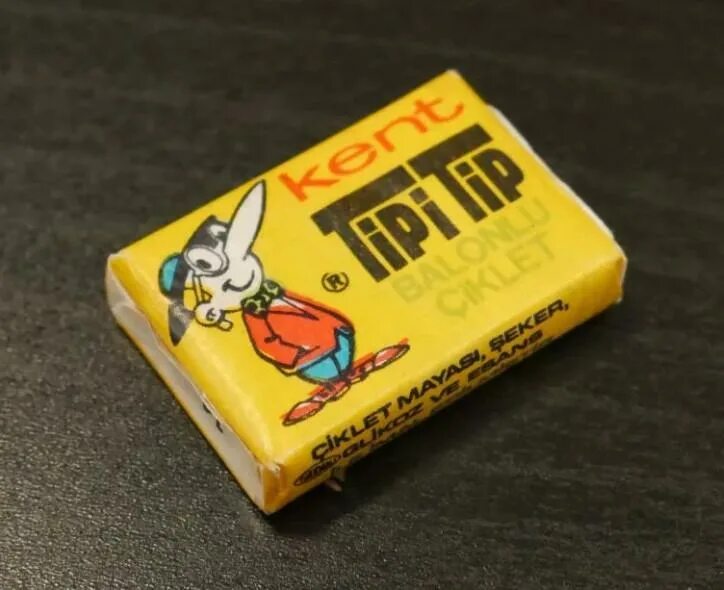 kent
TipiTip
®
BALONLU
ÇİKLET
ÇİKLET MAYASI, ŞEKER,
GLİKOZ VE ESANS